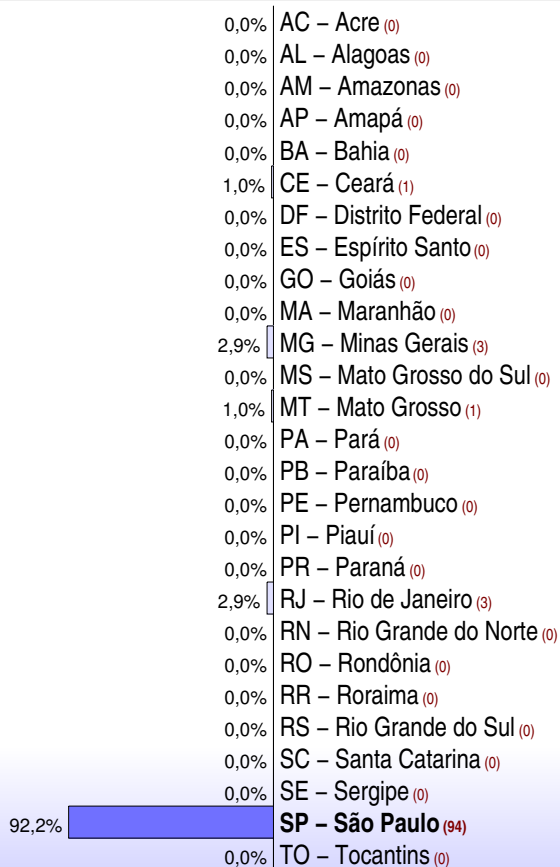 0,0% AC – Acre (0)
0,0% AL – Alagoas (0)
0,0% AM – Amazonas (0)
0,0% AP – Amapá (0)
0,0% BA – Bahia (0)
1,0% CE – Ceará (1)
0,0% DF – Distrito Federal (0)
0,0% ES – Espírito Santo (0)
0,0% GO – Goiás (0)
0,0% MA – Maranhão (0)
2,9% MG – Minas Gerais (3)
0,0% MS – Mato Grosso do Sul (0)
1,0% MT – Mato Grosso (1)
0,0% PA – Pará (0)
0,0% PB – Paraíba (0)
0,0% PE – Pernambuco (0)
0,0% PI – Piauí (0)
0,0% PR – Paraná (0)
2,9% RJ – Rio de Janeiro (3)
0,0% RN – Rio Grande do Norte (0)
0,0% RO – Rondônia (0)
0,0% RR – Roraima (0)
0,0% RS – Rio Grande do Sul (0)
0,0% SC – Santa Catarina (0)
0,0% SE – Sergipe (0)
92,2% SP – São Paulo (94)
0,0% TO – Tocantins (0)